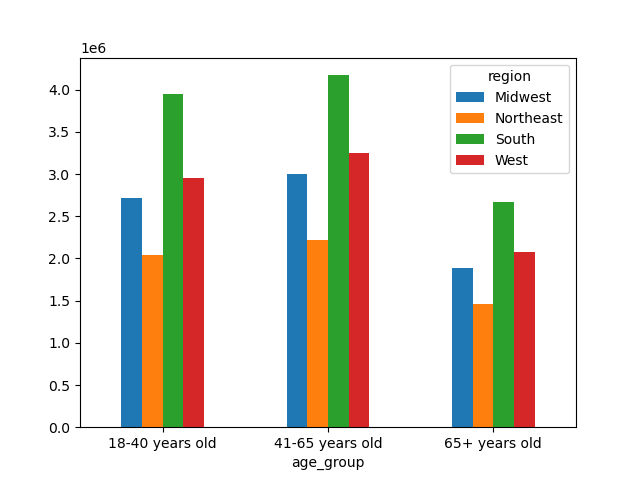 1e6
4.0
3.5
3.0
2.5
2.0
1.5
1.0
0.5
0.0
region
Midwest
Northeast
South
West
18-40 years old
41-65 years old
65+ years old
age_group